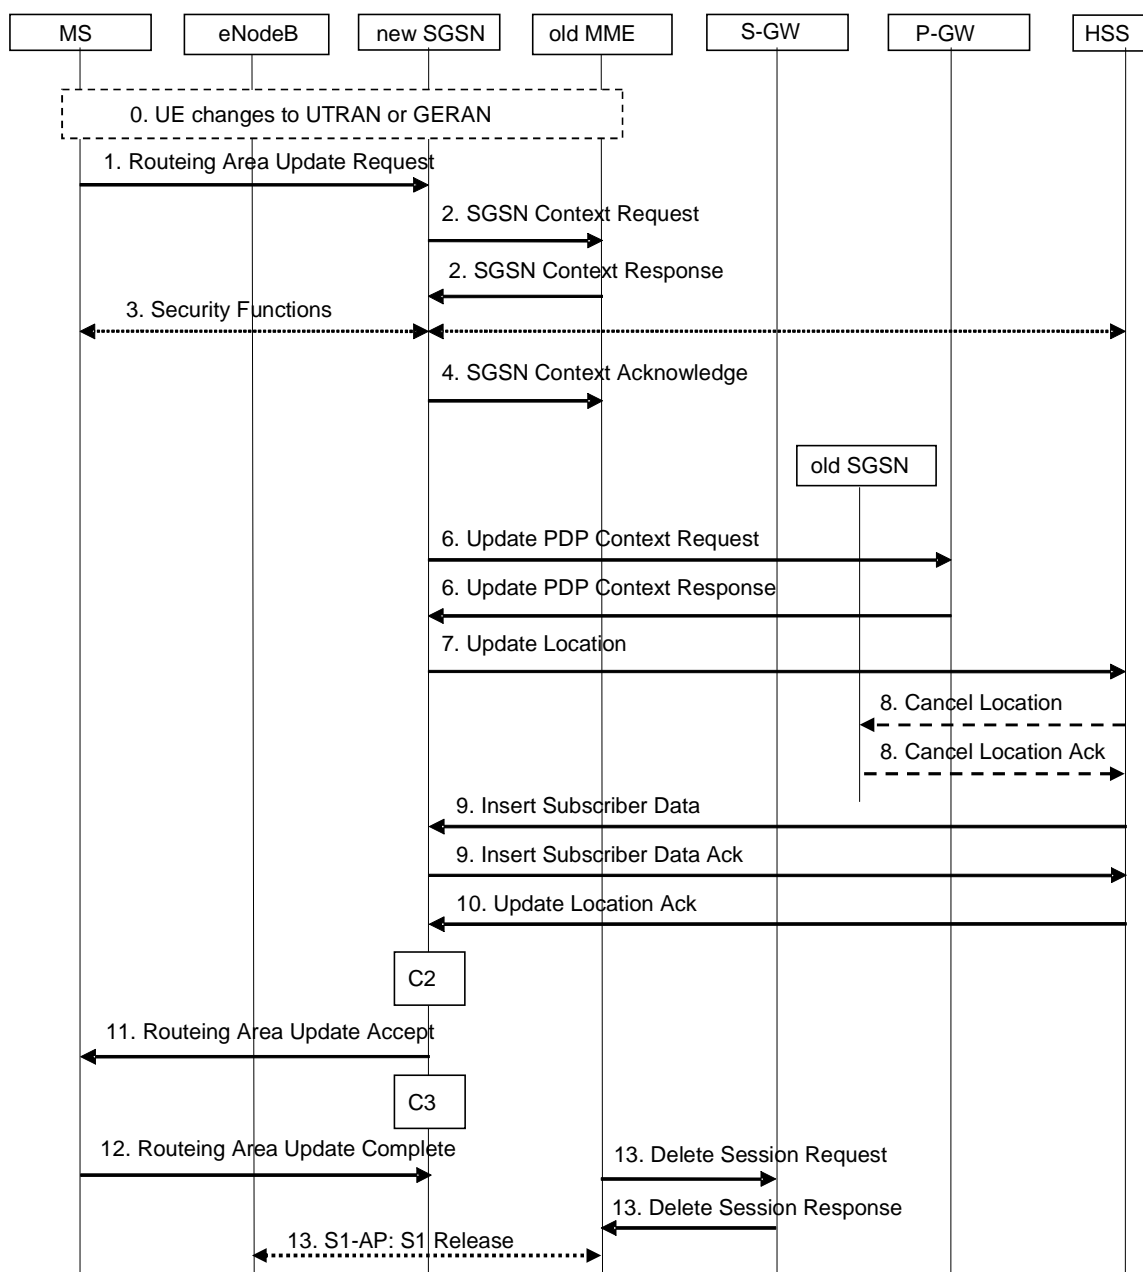 MS
eNodeB
new SGSN
old MME
S-GW
P-GW
HSS
0. UE changes to UTRAN or GERAN
1. Routeing Area Update Request
2. SGSN Context Request
2. SGSN Context Response
3. Security Functions
4. SGSN Context Acknowledge
old SGSN
6. Update PDP Context Request
6. Update PDP Context Response
7. Update Location
8. Cancel Location
8. Cancel Location Ack
9. Insert Subscriber Data
9. Insert Subscriber Data Ack
10. Update Location Ack
C2
11. Routeing Area Update Accept
C3
12. Routeing Area Update Complete
13. Delete Session Request
13. Delete Session Response
13. S1-AP: S1 Release